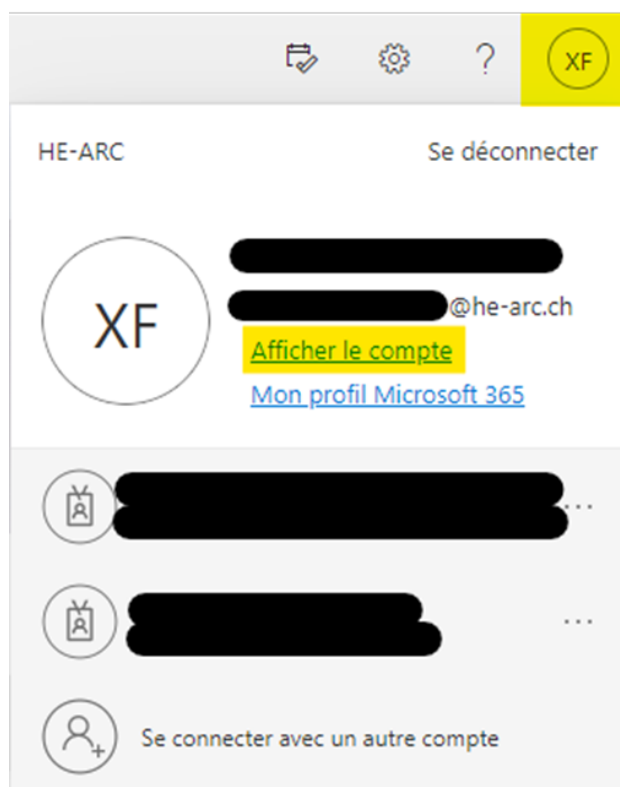 ? XF
HE-ARC Se déconnecter
XF
@he-arc.ch
Afficher le compte
Mon profil Microsoft 365
...
...
Se connecter avec un autre compte